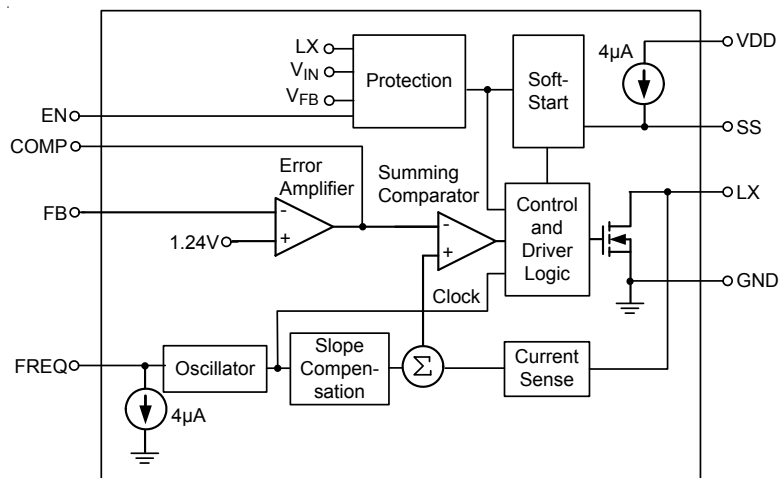 LX
VIN
VFB
EN
COMP
Protection
Soft-
Start
4µA
VDD
SS
Error
Amplifier
Summing
Comparator
FB
-
+
1.24V
-
+
Control
and
Driver
Logic
LX
GND
Clock
FREQ
Oscillator
Slope
Compen-
sation
Σ
Current
Sense
4µA